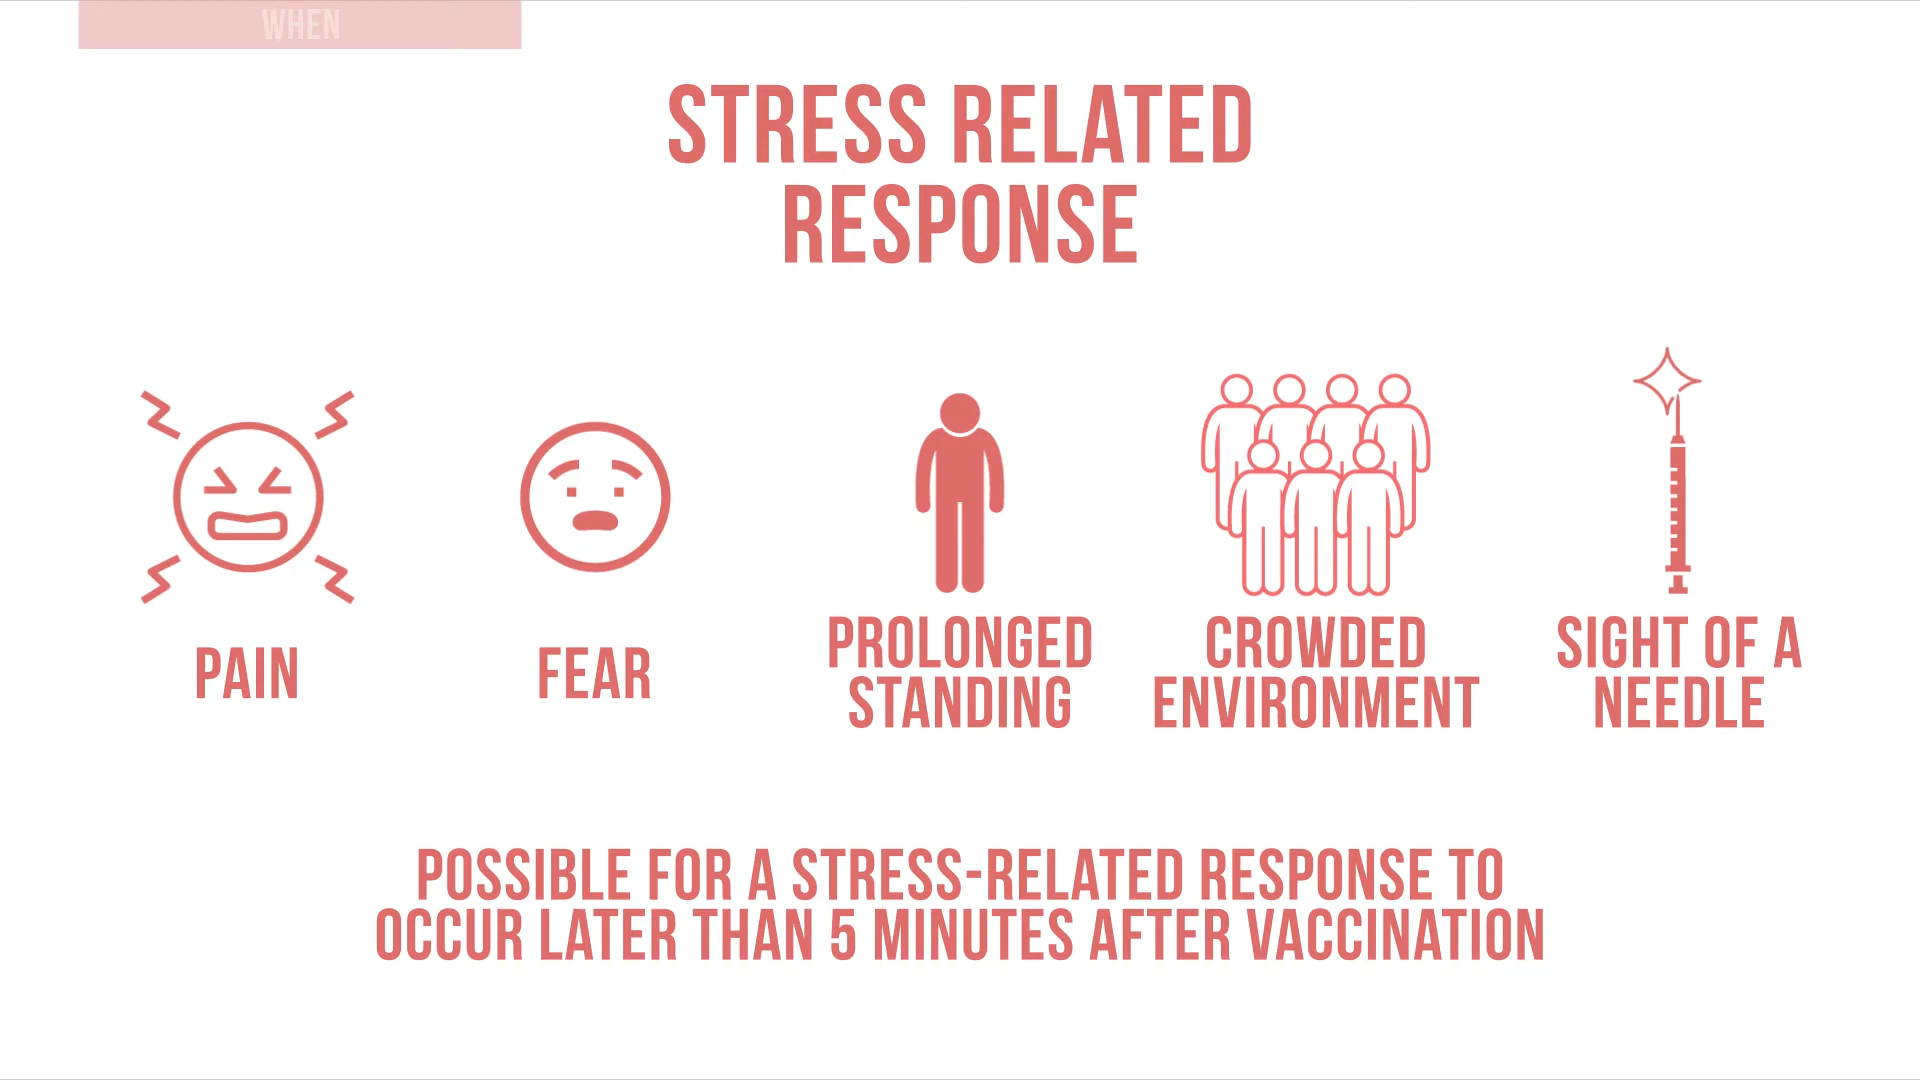 WHEN
STRESS RELATED
RESPONSE
PAIN
FEAR
PROLONGED
STANDING
CROWDED
ENVIRONMENT
SIGHT OF A
NEEDLE
POSSIBLE FOR A STRESS-RELATED RESPONSE TO
OCCUR LATER THAN 5 MINUTES AFTER VACCINATION